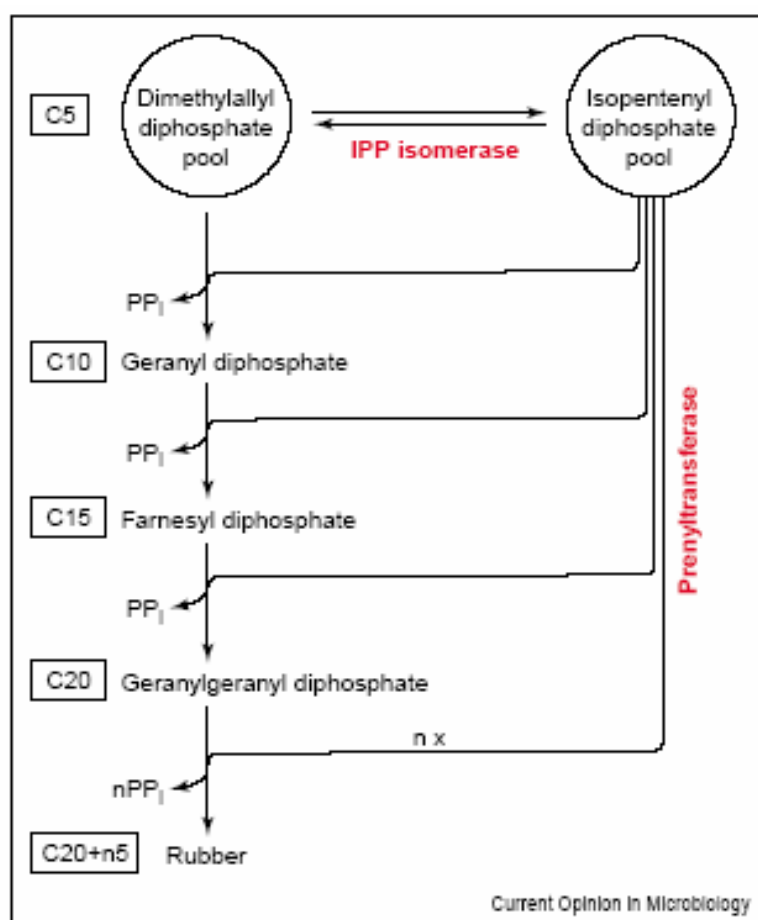 C5
Dimethylallyl
diphosphate
pool
IPP isomerase
Isopentenyl
diphosphate
pool
PPI
C10
Geranyl diphosphate
PPI
C15
Farnesyl diphosphate
PPI
C20
Geranylgeranyl diphosphate
n x
nPPI
C20+n5
Rubber
Prenyltransferase
Current Opinion in Microbiology